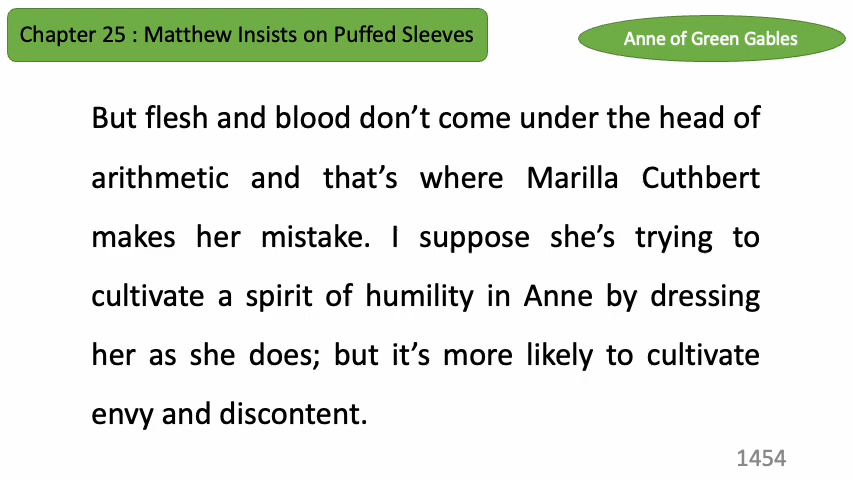 Chapter 25 : Matthew Insists on Puffed Sleeves
Anne of Green Gables
But flesh and blood don’t come under the head of
arithmetic and that’s where Marilla Cuthbert
makes her mistake. I suppose she’s trying to
cultivate a spirit of humility in Anne by dressing
her as she does; but it’s more likely to cultivate
envy and discontent.
1454